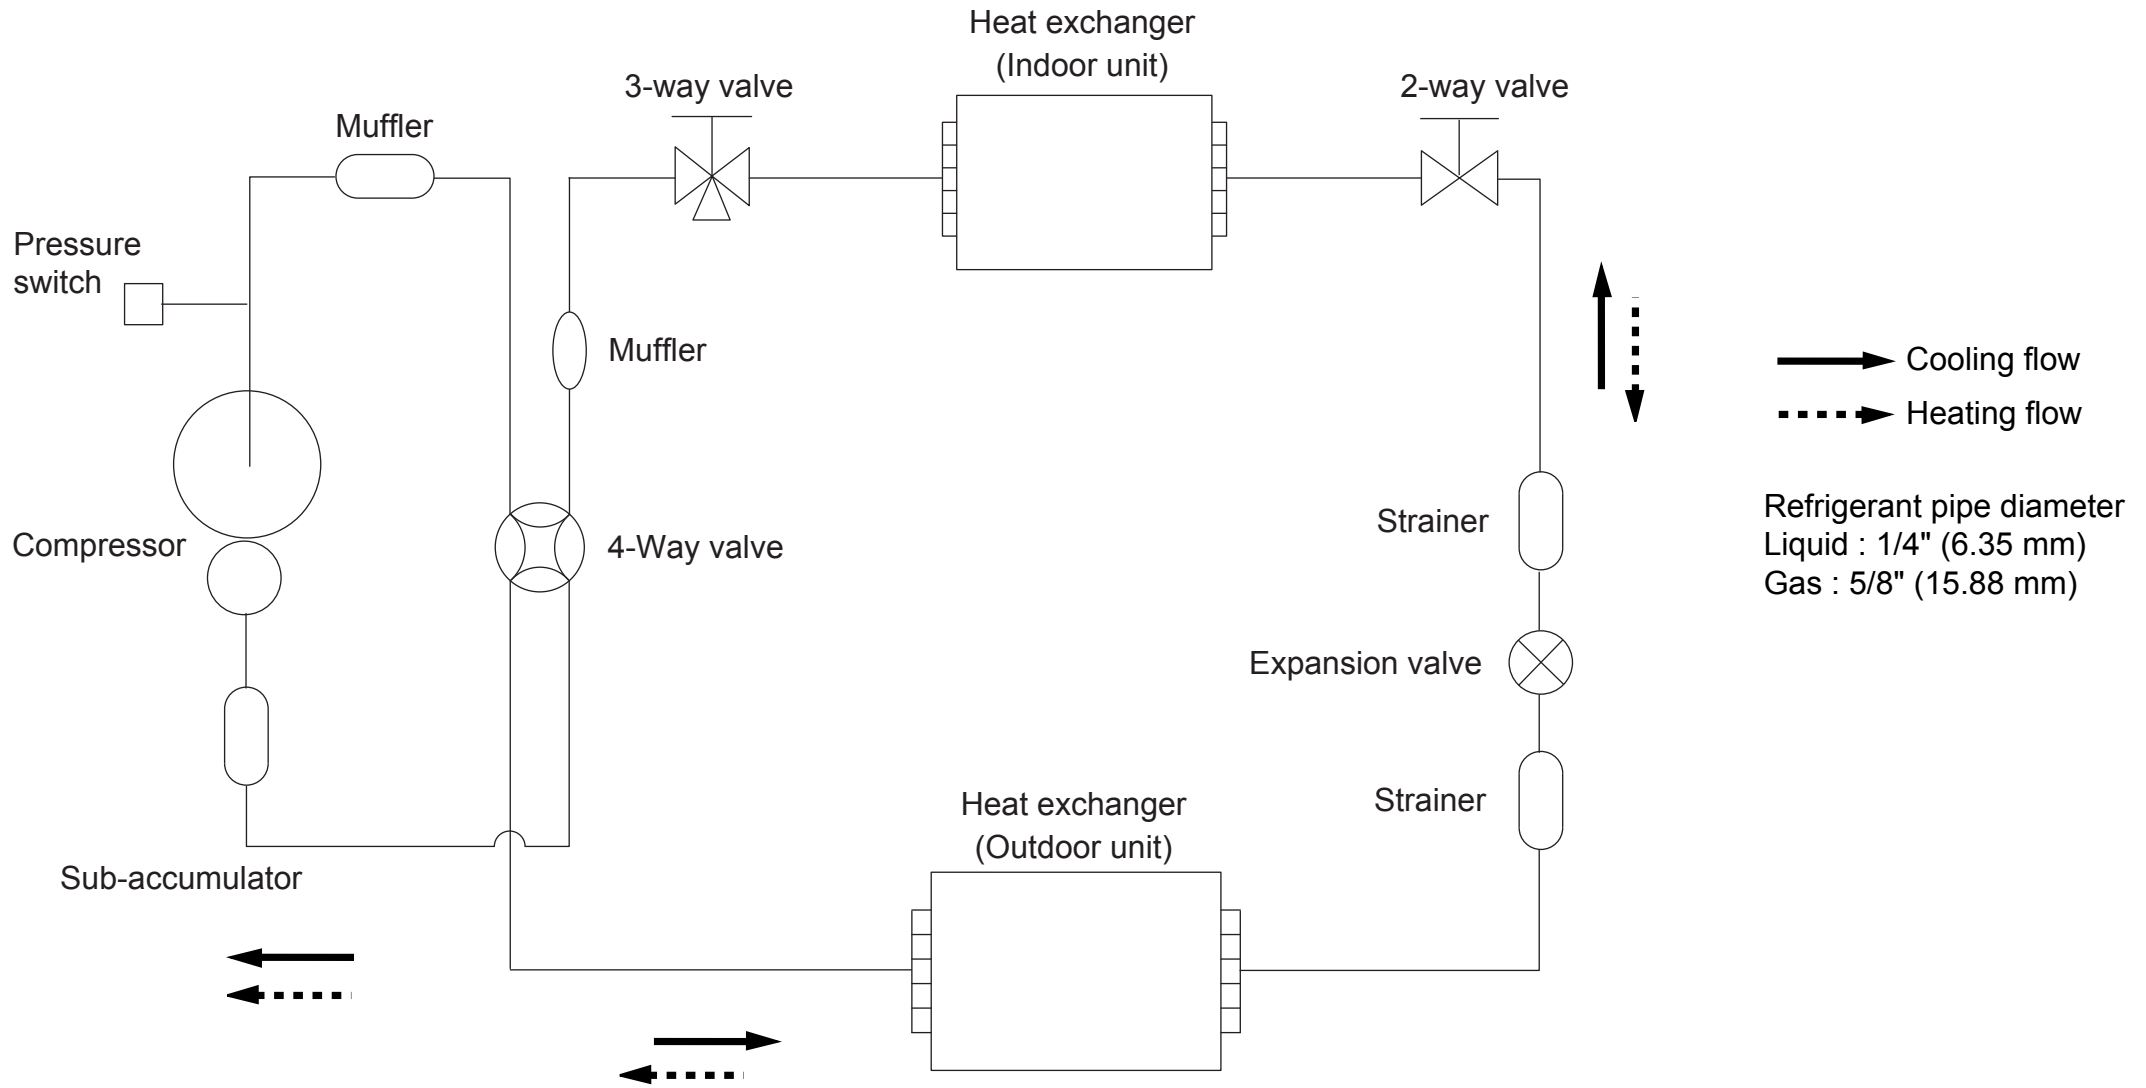 Heat exchanger
(Indoor unit)
3-way valve
2-way valve
Muffler
Pressure
switch
Muffler
Cooling flow
Heating flow
Strainer
Refrigerant pipe diameter
Liquid : 1/4" (6.35 mm)
Gas : 5/8" (15.88 mm)
Compressor
4-Way valve
Expansion valve
Strainer
Heat exchanger
(Outdoor unit)
Sub-accumulator